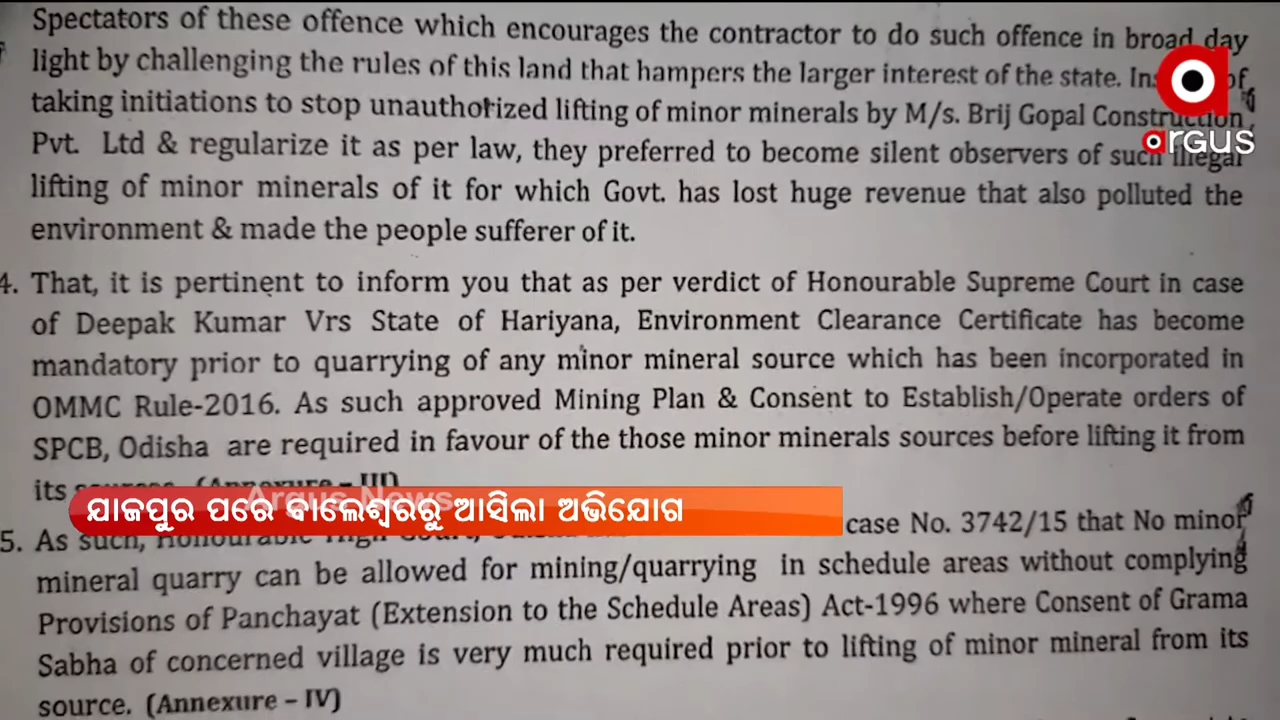 Spectators of these offence which encourages the contractor to do such offence in broad day
light by challenging the rules of this land that hampers the larger interest of the state. of
taking initiations to stop unauthorized lifting of minor minerals by M/s. Brij Gopal Construction
Pvt. Ltd & regularize it as per law, they preferred to become silent observers of such illegal
lifting of minor minerals of it for which Govt. has lost huge revenue that also polluted the
environment & made the people sufferer of it.
4. That, it is pertinent to inform you that as per verdict of Honourable Supreme Court in case
of Deepak Kumar Vrs State of Hariyana, Environment Clearance Certificate has become
mandatory prior to quarrying of any minor mineral source which has been incorporated in
OMMC Rule-2016. As such approved Mining Plan & Consent to Establish/Operate orders of
SPCB, Odisha are required in favour of the those minor minerals sources before lifting it from
its sources. (Annexure - III)
5. As such, Honourable High Court, case No. 3742/15 that No minor
mineral quarry can be allowed for mining/quarrying in schedule areas without complying
Provisions of Panchayat (Extension to the Schedule Areas) Act-1996 where Consent of Grama
Sabha of concerned village is very much required prior to lifting of minor mineral from its
source. (Annexure - IV)
argus
Argus News
ଯାଜପୁର ପରେ ବାଲେଶ୍ୱରରୁ ଆସିଲା ଅଭିଯୋଗ